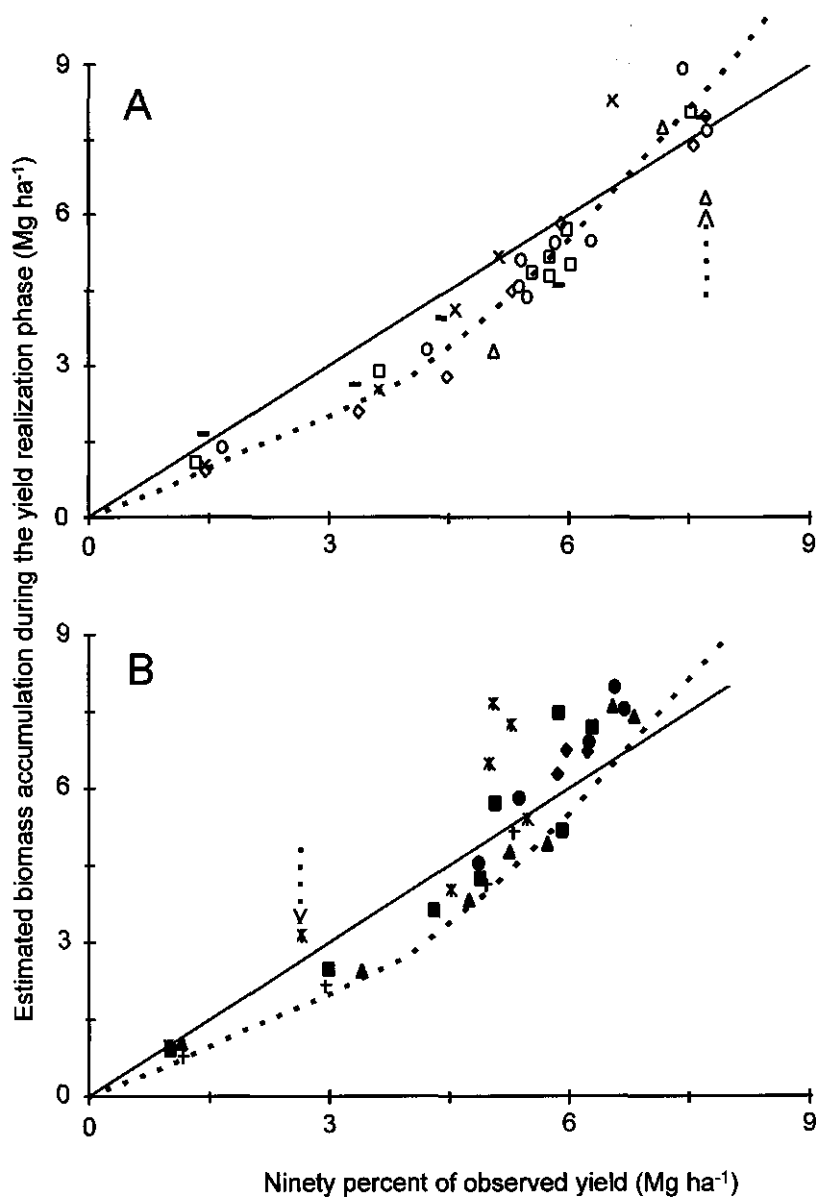 Estimated biomass accumulation during the yield realization phase (Mg ha⁻¹)
A
9
6
3
0
0 3 6 9
B
9
6
3
0
0 3 6 9
Ninety percent of observed yield (Mg ha⁻¹)